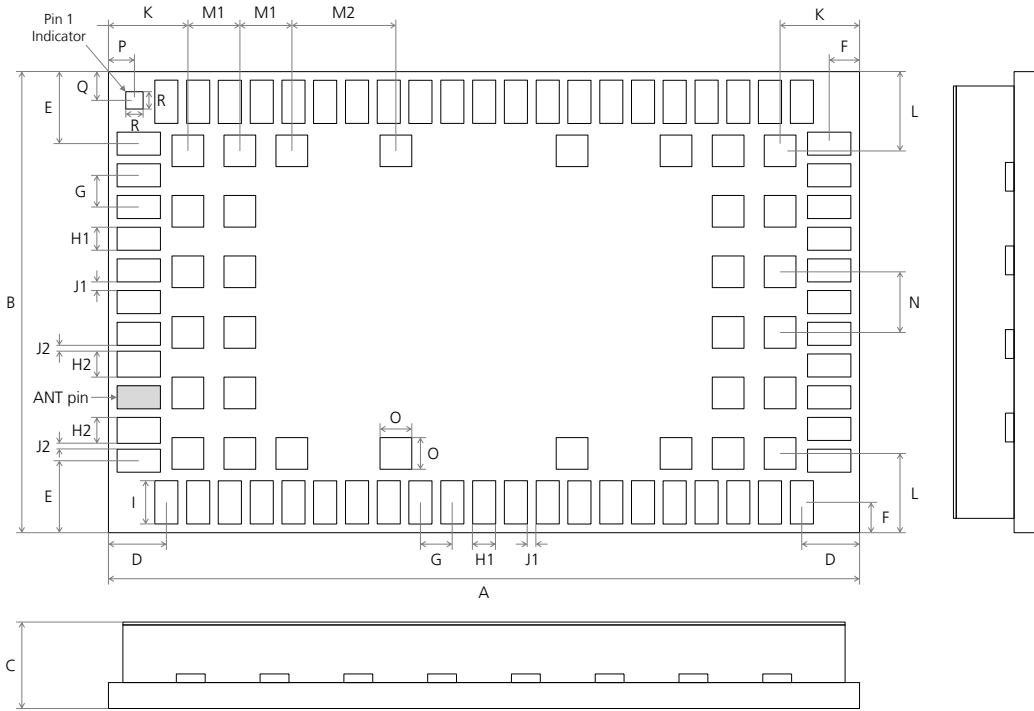 Pin 1
Indicator
K M1 M1 M2 K
P F
Q
E R L
R
G
H1
J1
B N
J2
H2
ANT pin
O
H2 O
J2
E I L
F
D G H1 J1 D
A
C